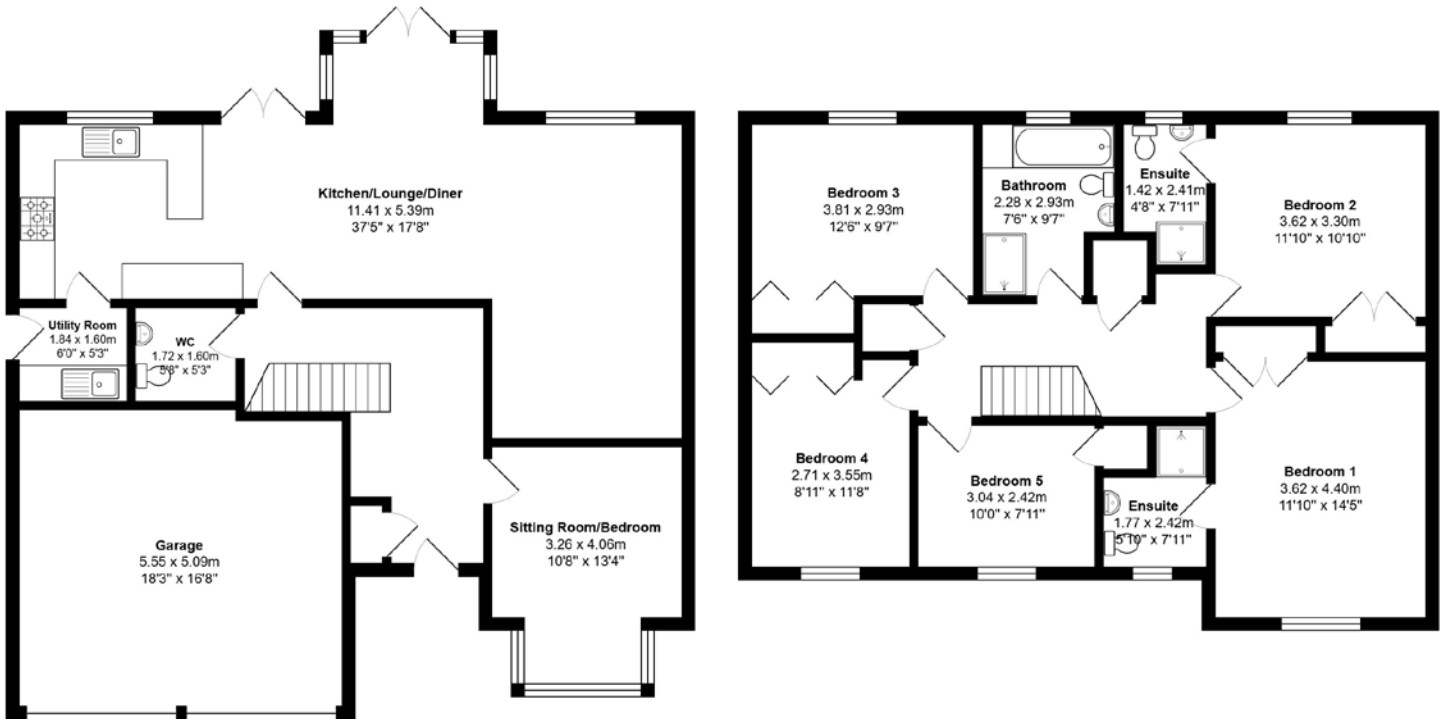 Kitchen/Lounge/Diner
11.41 x 5.39m
37'5" x 17'8"
Utility Room
1.84 x 1.60m
6'0" x 5'3"
WC
1.72 x 1.60m
5'8" x 5'3"
Garage
5.55 x 5.09m
18'3" x 16'8"
Sitting Room/Bedroom
3.26 x 4.06m
10'8" x 13'4"
Bedroom 3
3.81 x 2.93m
12'6" x 9'7"
Bathroom
2.28 x 2.93m
7'6" x 9'7"
Ensuite
1.42 x 2.41m
4'8" x 7'11"
Bedroom 2
3.62 x 3.30m
11'10" x 10'10"
Bedroom 4
2.71 x 3.55m
8'11" x 11'8"
Bedroom 5
3.04 x 2.42m
10'0" x 7'11"
Ensuite
1.77 x 2.42m
5'10" x 7'11"
Bedroom 1
3.62 x 4.40m
11'10" x 14'5"